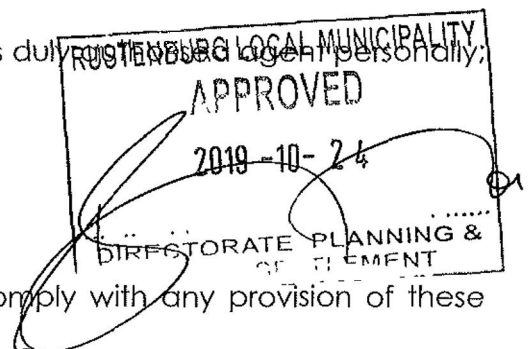 s duly authorised agent personally;
RUSTENBURG LOCAL MUNICIPALITY
APPROVED
2019 -10- 24
DIRECTORATE PLANNING &
omply with any provision of these